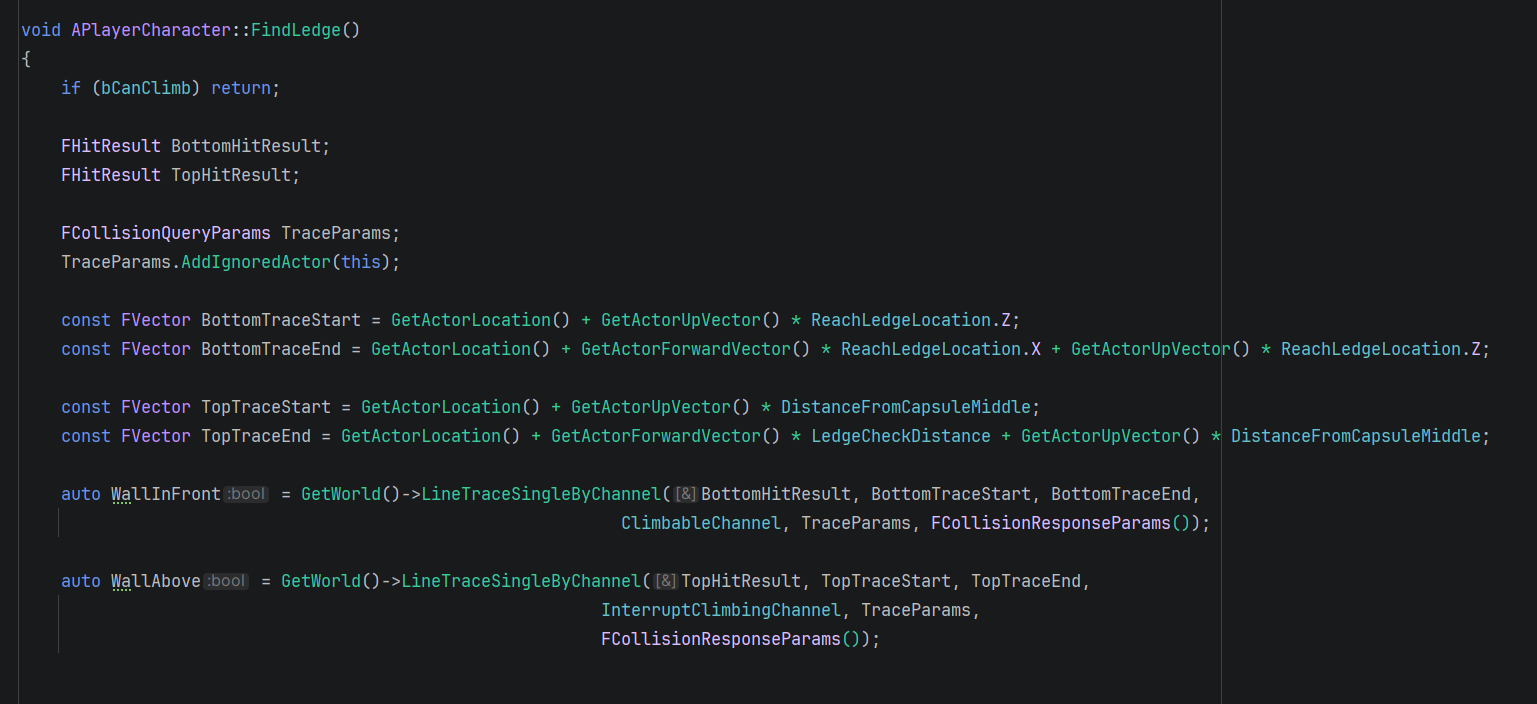 void APlayerCharacter::FindLedge()
{
if (bCanClimb) return;
FHitResult BottomHitResult;
FHitResult TopHitResult;
FCollisionQueryParams TraceParams;
TraceParams.AddIgnoredActor(this);
const FVector BottomTraceStart = GetActorLocation() + GetActorUpVector() * ReachLedgeLocation.Z;
const FVector BottomTraceEnd = GetActorLocation() + GetActorForwardVector() * ReachLedgeLocation.X + GetActorUpVector() * ReachLedgeLocation.Z;
const FVector TopTraceStart = GetActorLocation() + GetActorUpVector() * DistanceFromCapsuleMiddle;
const FVector TopTraceEnd = GetActorLocation() + GetActorForwardVector() * LedgeCheckDistance + GetActorUpVector() * DistanceFromCapsuleMiddle;
auto WallInFront :bool = GetWorld()->LineTraceSingleByChannel([&]BottomHitResult, BottomTraceStart, BottomTraceEnd,
ClimbableChannel, TraceParams, FCollisionResponseParams());
auto WallAbove :bool = GetWorld()->LineTraceSingleByChannel([&]TopHitResult, TopTraceStart, TopTraceEnd,
InterruptClimbingChannel, TraceParams,
FCollisionResponseParams());